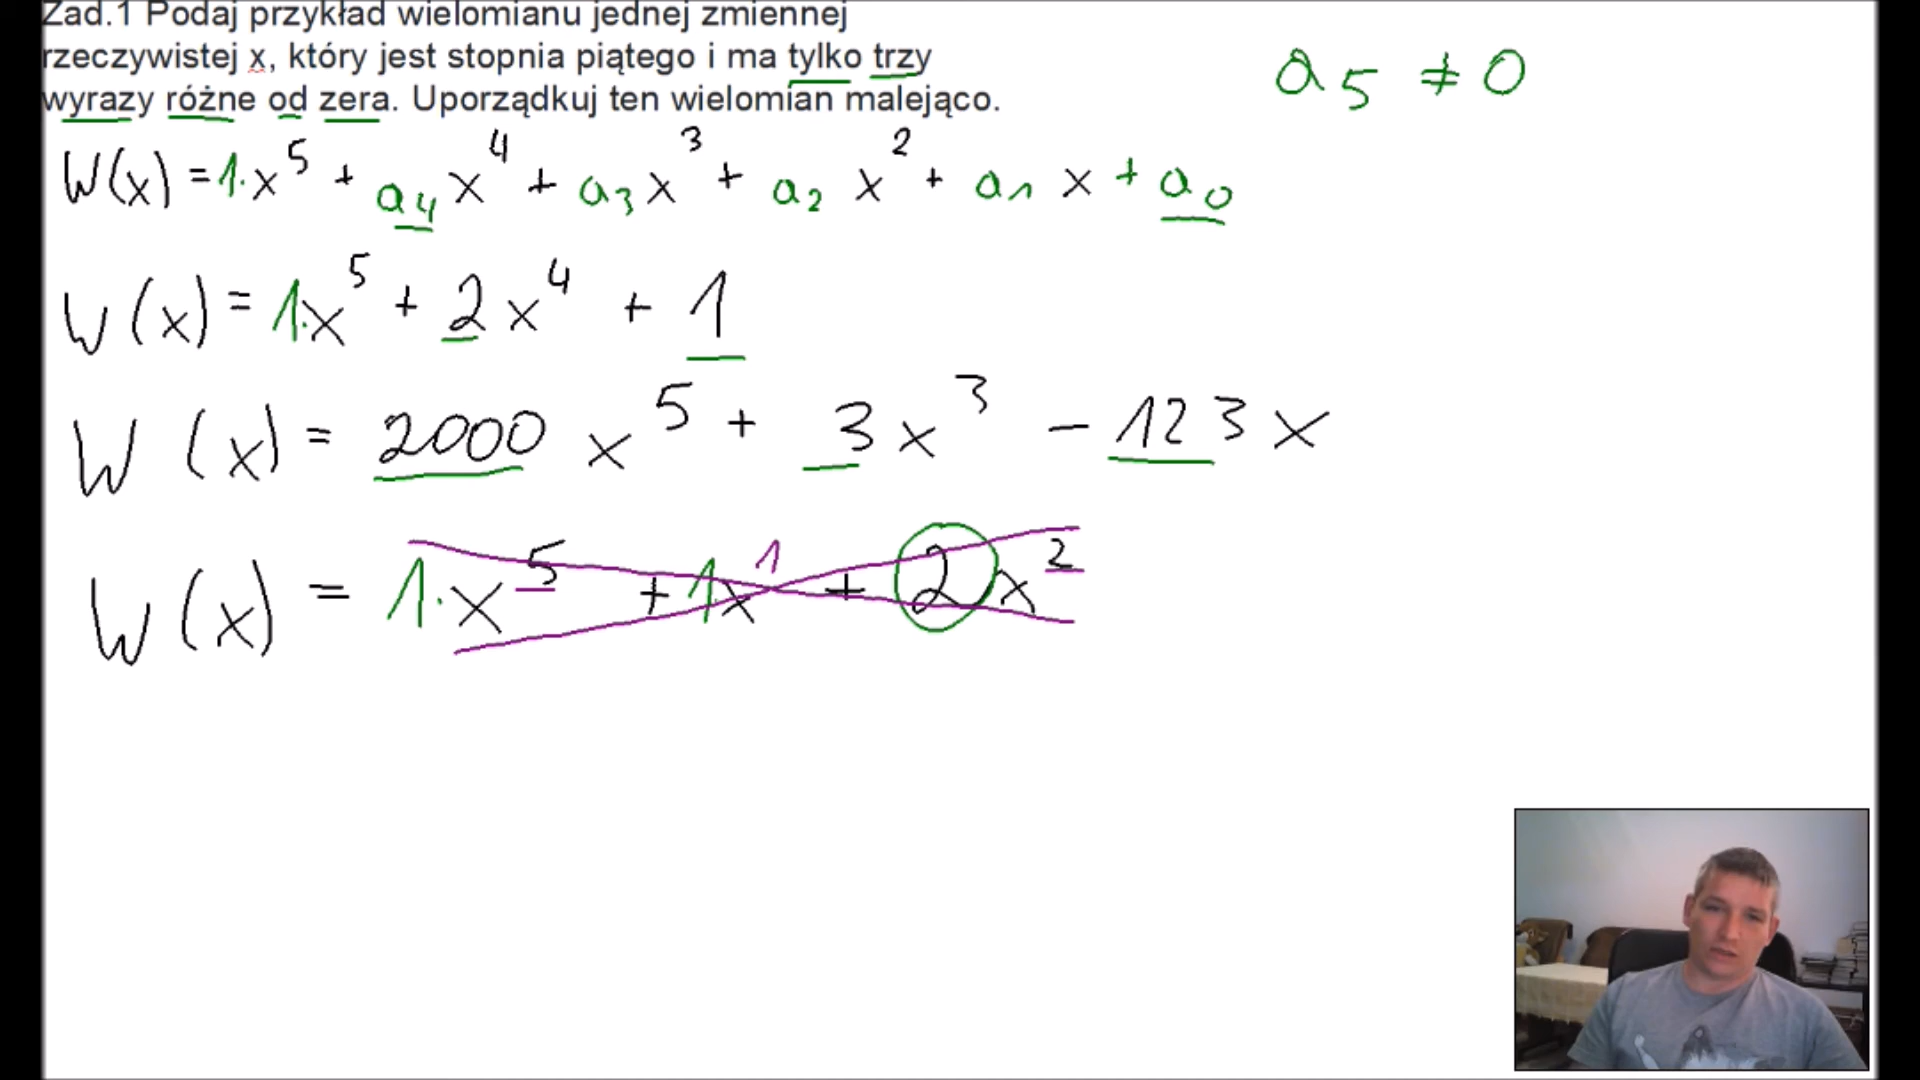 Zad.1 Podaj przykład wielomianu jednej zmiennej
rzeczywistej x, który jest stopnia piątego i ma tylko trzy
wyrazy różne od zera. Uporządkuj ten wielomian malejąco.
a₅ ≠ 0
W(x) = 1·x⁵ + a₄x⁴ + a₃x³ + a₂x² + a₁x + a₀
W(x) = 1·x⁵ + 2x⁴ + 1
W(x) = 2000x⁵ + 3x³ - 123x
W(x) = 1·x⁵ + 1·x¹ + 2x²